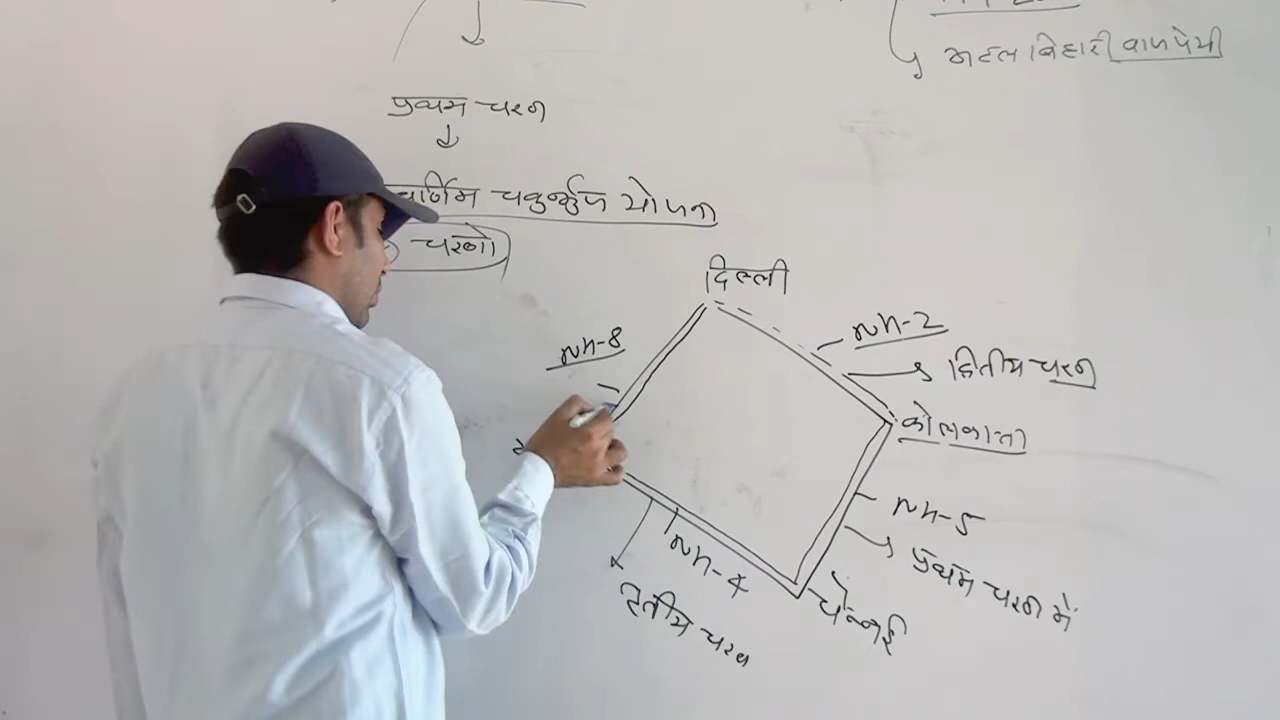 अटल बिहारी वाजपेयी
प्रथम चरण
स्वर्णिम चतुर्भुज योजना
चरणों
दिल्ली
NH-8
NH-2
द्वितीय चरण
कोलकाता
NH-5
प्रथम चरण में
NH-4
चेन्नई
तृतीय चरण